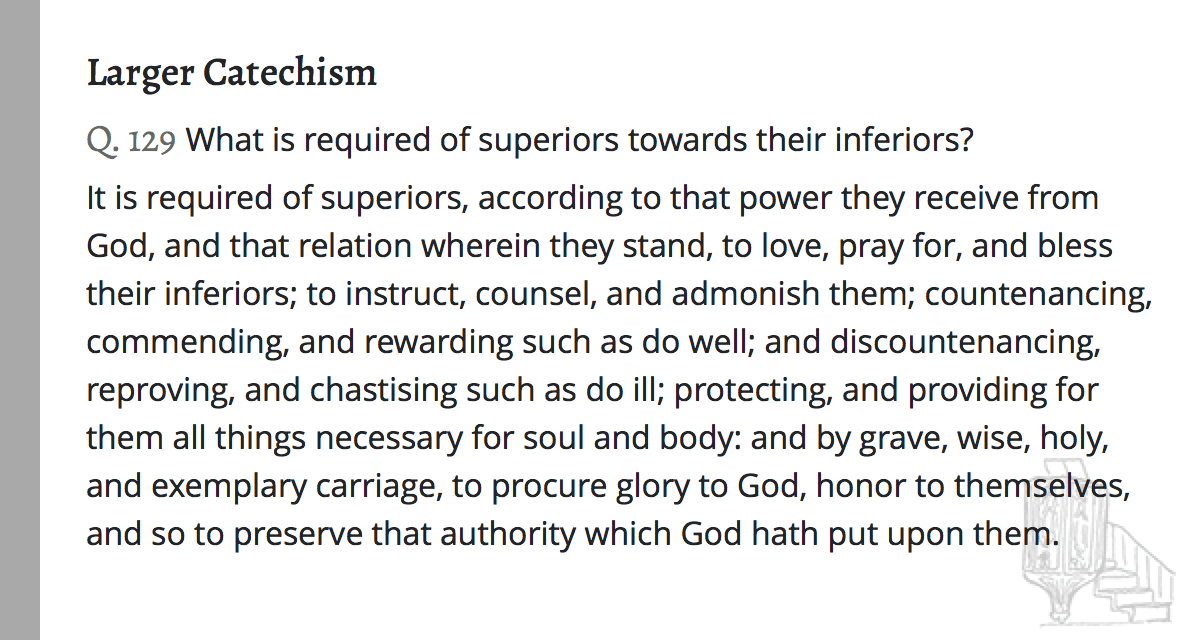 Larger Catechism
Q. 129 What is required of superiors towards their inferiors?
It is required of superiors, according to that power they receive from
God, and that relation wherein they stand, to love, pray for, and bless
their inferiors; to instruct, counsel, and admonish them; countenancing,
commending, and rewarding such as do well; and discountenancing,
reproving, and chastising such as do ill; protecting, and providing for
them all things necessary for soul and body: and by grave, wise, holy,
and exemplary carriage, to procure glory to God, honor to themselves,
and so to preserve that authority which God hath put upon them.